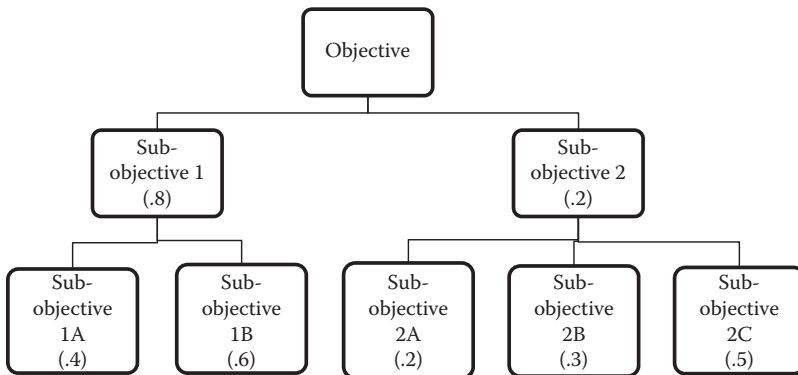 Objective
Sub-
objective 1
(.8)
Sub-
objective 2
(.2)
Sub-
objective
1A
(.4)
Sub-
objective
1B
(.6)
Sub-
objective
2A
(.2)
Sub-
objective
2B
(.3)
Sub-
objective
2C
(.5)